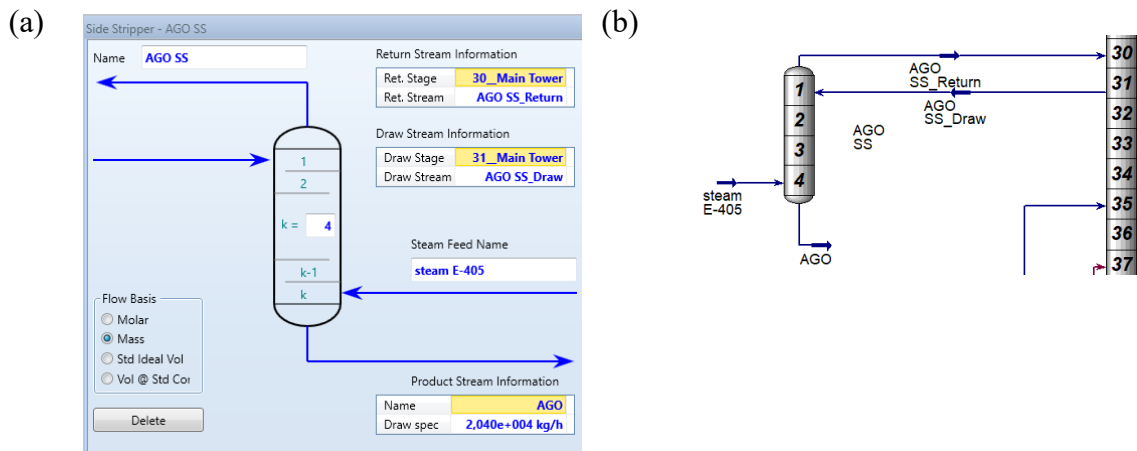 (a)
Side Stripper - AGO SS
Name AGO SS
Return Stream Information
Ret. Stage 30__Main Tower
Ret. Stream AGO SS_Return
Draw Stream Information
Draw Stage 31__Main Tower
Draw Stream AGO SS_Draw
1
2
k = 4
k-1
k
Steam Feed Name
steam E-405
Flow Basis
Molar
Mass
Std Ideal Vol
Vol @ Std Cor
Delete
Product Stream Information
Name AGO
Draw spec 2,040e+004 kg/h
(b)
AGO
SS_Return
AGO
SS_Draw
AGO
SS
1
2
3
4
steam
E-405
AGO
30
31
32
33
34
35
36
37